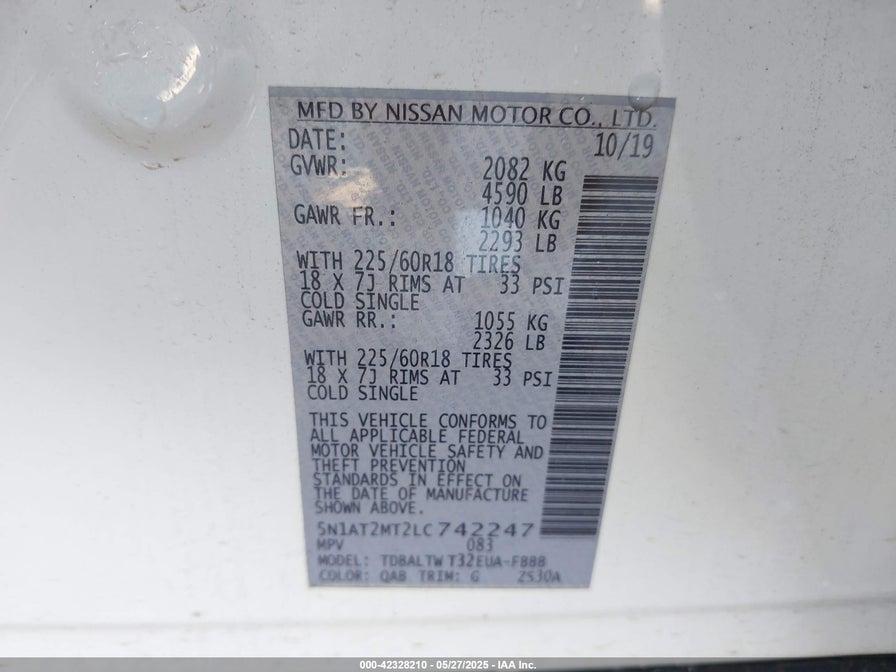 MFD BY NISSAN MOTOR CO., LTD.
DATE: 10/19
GVWR: 2082 KG
4590 LB
GAWR FR.: 1040 KG
2293 LB
WITH 225/60R18 TIRES
18 X 7J RIMS AT 33 PSI
COLD SINGLE
GAWR RR.: 1055 KG
2326 LB
WITH 225/60R18 TIRES
18 X 7J RIMS AT 33 PSI
COLD SINGLE
THIS VEHICLE CONFORMS TO
ALL APPLICABLE FEDERAL
MOTOR VEHICLE SAFETY AND
THEFT PREVENTION
STANDARDS IN EFFECT ON
THE DATE OF MANUFACTURE
SHOWN ABOVE.
5N1AT2MT2LC742247
MPV 083
MODEL: TDBALTW T32EUA-FBBB
COLOR: QAB TRIM: G 2530A
000-42328210 - 05/27/2025 - IAA Inc.